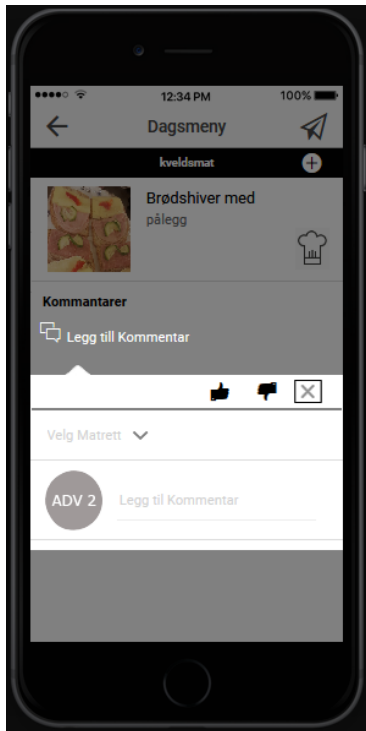 12:34 PM 100%
Dagsmeny
kveldsmat
Brødshiver med
pålegg
Kommantarer
Legg till Kommentar
Velg Matrett
ADV 2 Legg til Kommentar